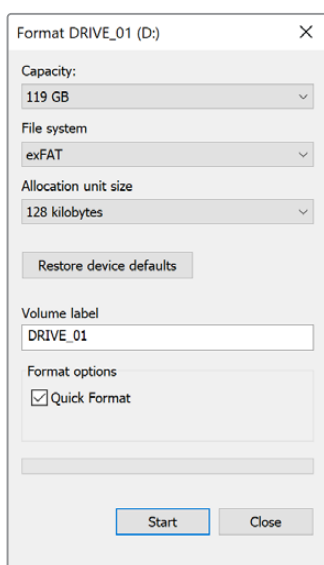 Format DRIVE_01 (D:)
Capacity:
119 GB
File system
exFAT
Allocation unit size
128 kilobytes
Restore device defaults
Volume label
DRIVE_01
Format options
Quick Format
Start
Close